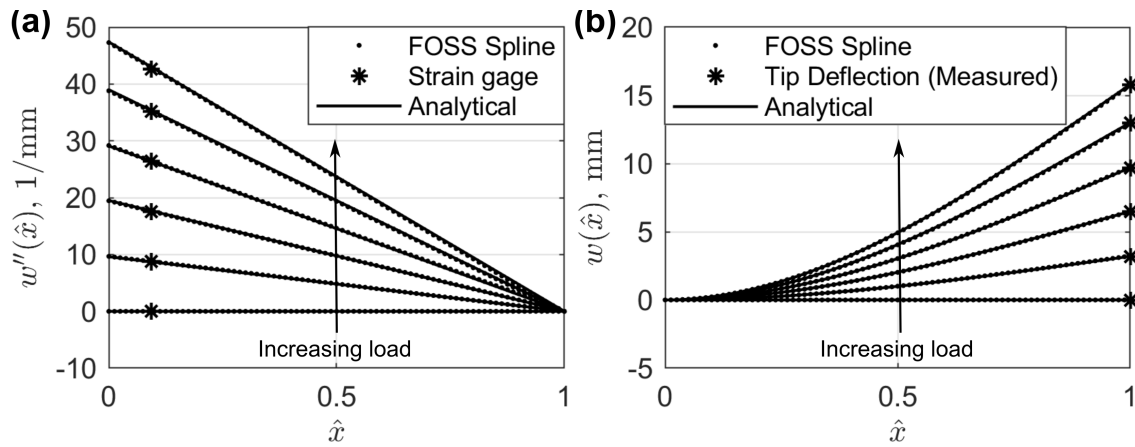 (a)
50
40
30
20
10
0
-10
w''(x̂), 1/mm
FOSS Spline
Strain gage
Analytical
Increasing load
0 0.5 1
x̂
(b)
20
15
10
5
0
-5
w(x̂), mm
FOSS Spline
Tip Deflection (Measured)
Analytical
Increasing load
0 0.5 1
x̂